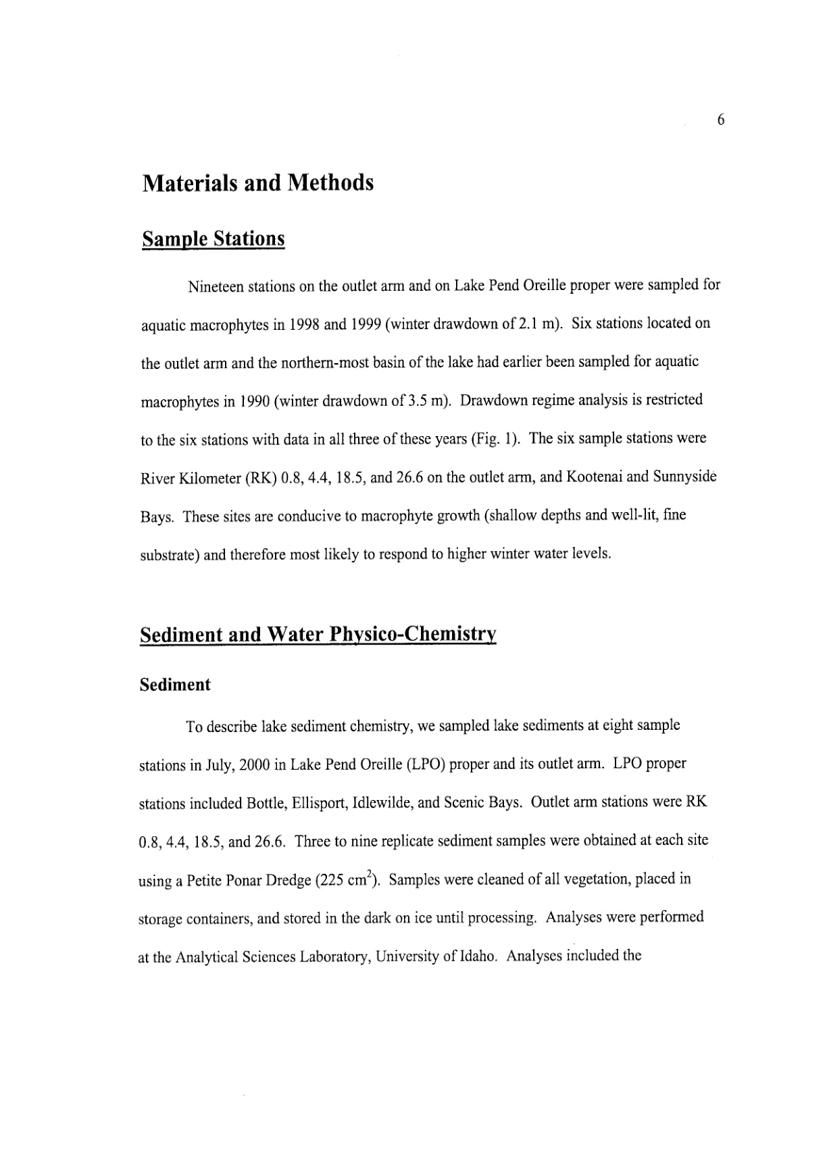 6
Materials and Methods
Sample Stations
Nineteen stations on the outlet arm and on Lake Pend Oreille proper were sampled for
aquatic macrophytes in 1998 and 1999 (winter drawdown of 2.1 m). Six stations located on
the outlet arm and the northern-most basin of the lake had earlier been sampled for aquatic
macrophytes in 1990 (winter drawdown of 3.5 m). Drawdown regime analysis is restricted
to the six stations with data in all three of these years (Fig. 1). The six sample stations were
River Kilometer (RK) 0.8, 4.4, 18.5, and 26.6 on the outlet arm, and Kootenai and Sunnyside
Bays. These sites are conducive to macrophyte growth (shallow depths and well-lit, fine
substrate) and therefore most likely to respond to higher winter water levels.
Sediment and Water Physico-Chemistry
Sediment
To describe lake sediment chemistry, we sampled lake sediments at eight sample
stations in July, 2000 in Lake Pend Oreille (LPO) proper and its outlet arm. LPO proper
stations included Bottle, Ellisport, Idlewilde, and Scenic Bays. Outlet arm stations were RK
0.8, 4.4, 18.5, and 26.6. Three to nine replicate sediment samples were obtained at each site
using a Petite Ponar Dredge (225 cm²). Samples were cleaned of all vegetation, placed in
storage containers, and stored in the dark on ice until processing. Analyses were performed
at the Analytical Sciences Laboratory, University of Idaho. Analyses included the